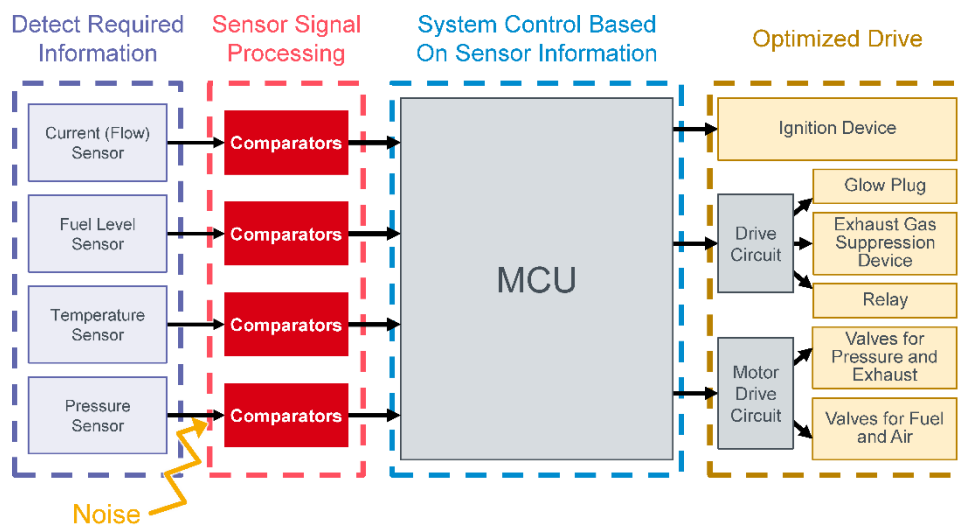 Detect Required
Information
Sensor Signal
Processing
System Control Based
On Sensor Information
Optimized Drive
Current (Flow)
Sensor
Fuel Level
Sensor
Temperature
Sensor
Pressure
Sensor
Comparators
Comparators
Comparators
Comparators
MCU
Ignition Device
Drive
Circuit
Glow Plug
Exhaust Gas
Suppression
Device
Relay
Motor
Drive
Circuit
Valves for
Pressure and
Exhaust
Valves for Fuel
and Air
Noise